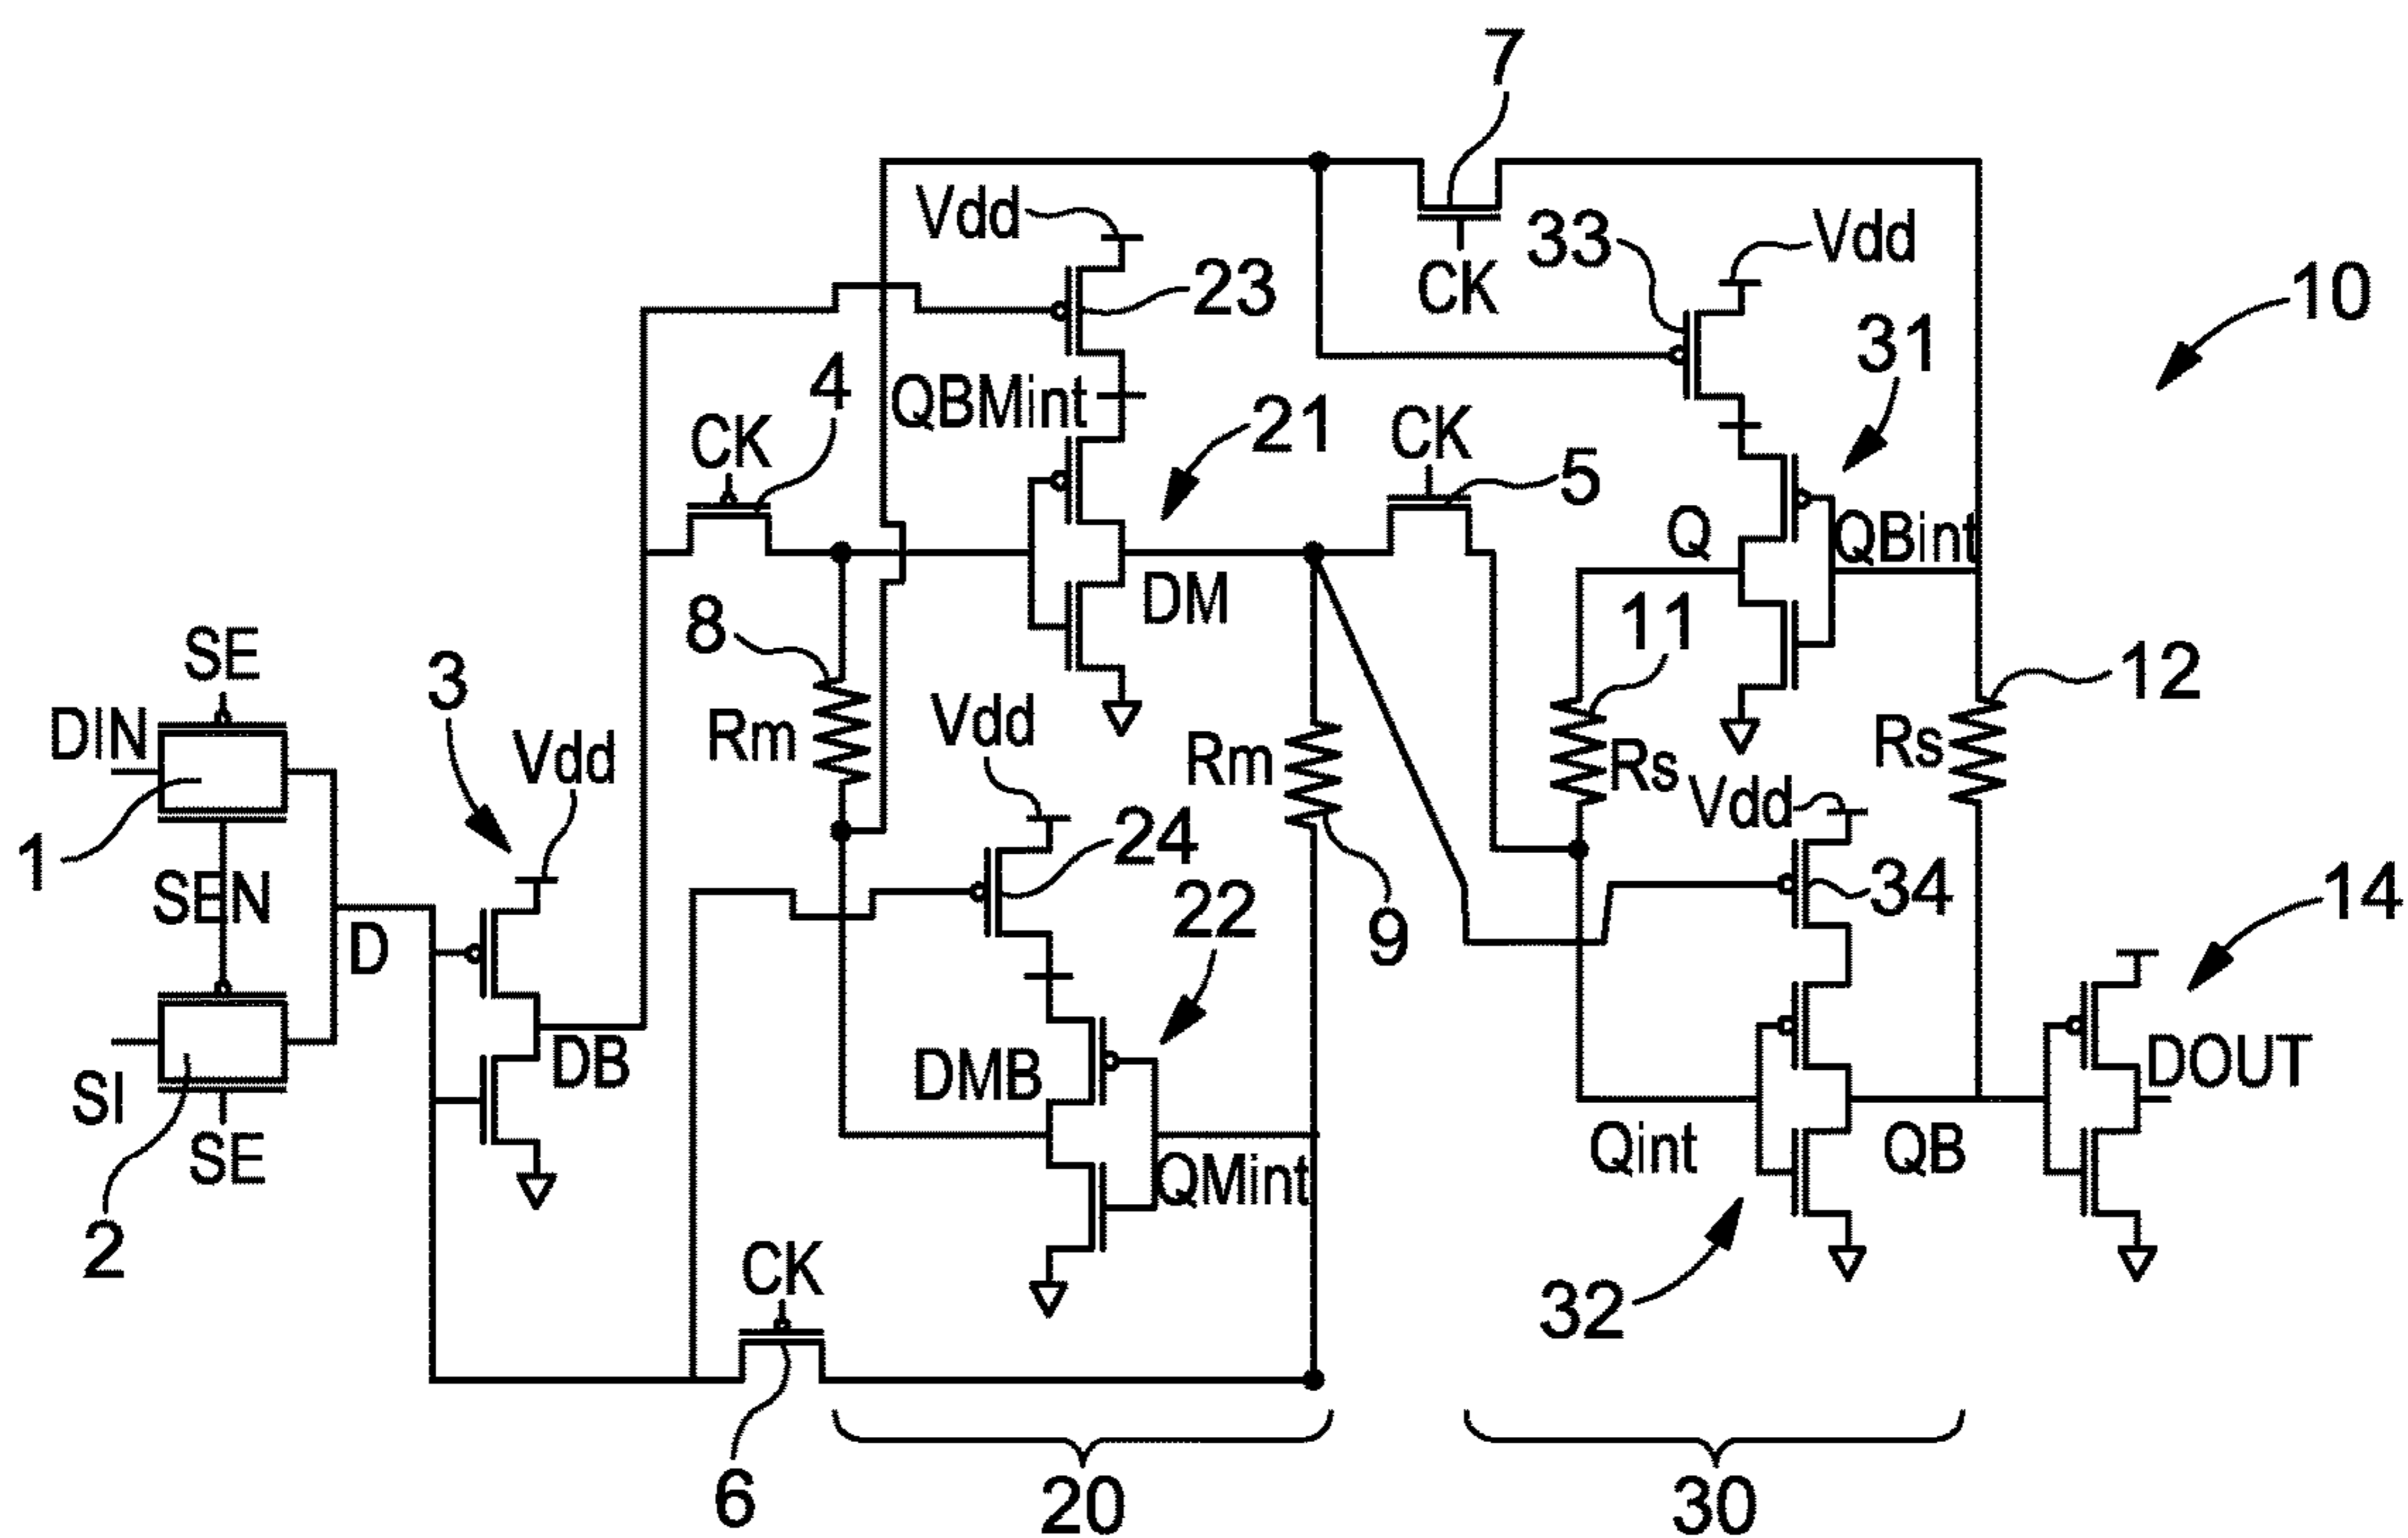 7
Vdd
33
Vdd
CK
23
10
4
QBMint
31
21
CK
CK
5
Q
QBint
DM
8
11
SE
3
12
DIN
Vdd
Rm
Vdd
Rm
Rs
Rs
Vdd
1
24
SEN
22
34
14
D
9
DB
DMB
DOUT
SI
SE
QMint
Qint
QB
2
CK
32
6
20
30